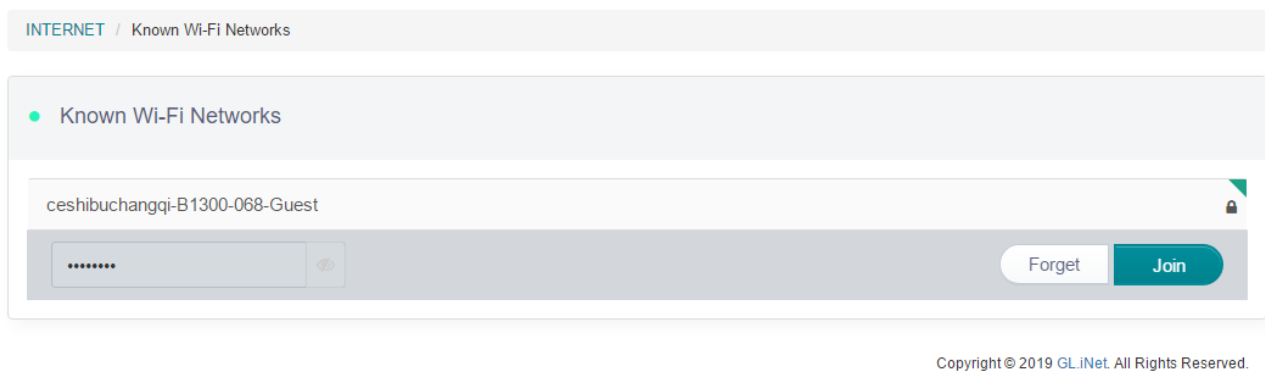 INTERNET / Known Wi-Fi Networks
Known Wi-Fi Networks
ceshibuchangqi-B1300-068-Guest
••••••••
Forget
Join
Copyright © 2019 GL.iNet. All Rights Reserved.